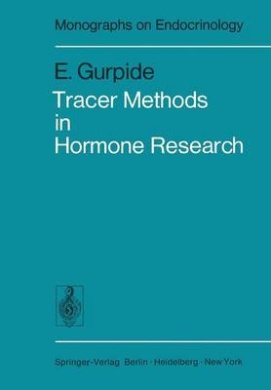 Monographs on Endocrinology
E. Gurpide
Tracer Methods
in
Hormone Research
Springer-Verlag Berlin · Heidelberg · New York